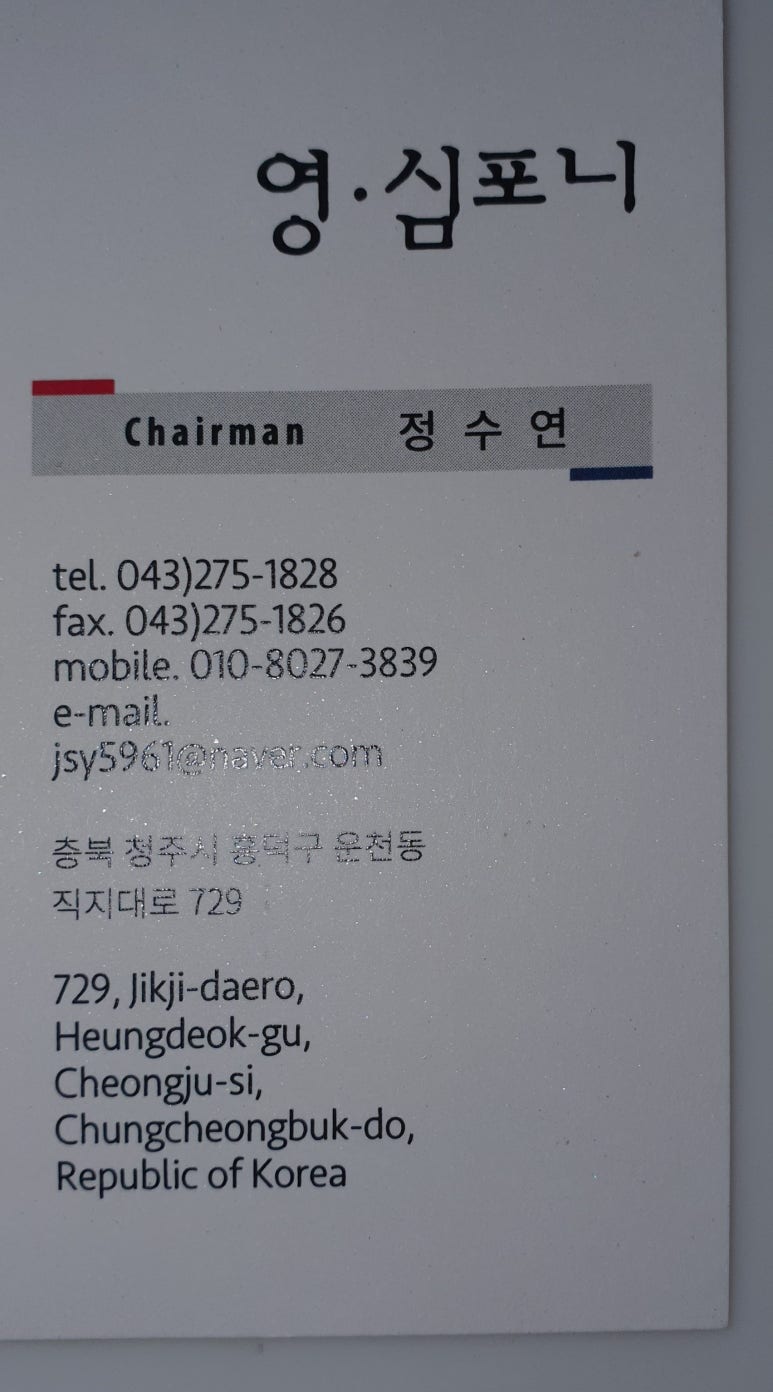 영·심포니
Chairman 정 수 연
tel. 043)275-1828
fax. 043)275-1826
mobile. 010-8027-3839
e-mail.
jsy5961@naver.com
충북 청주시 흥덕구 운천동
직지대로 729
729, Jikji-daero,
Heungdeok-gu,
Cheongju-si,
Chungcheongbuk-do,
Republic of Korea